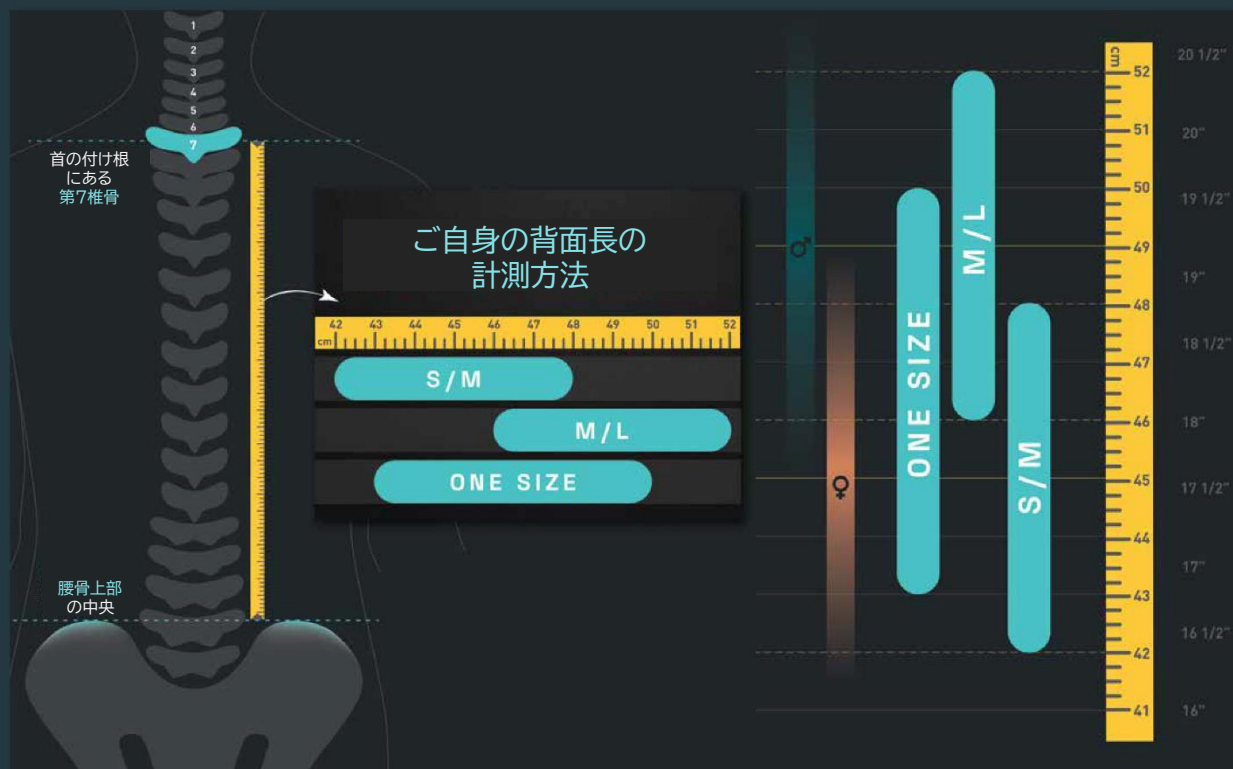 1
2
3
4
5
6
7
首の付け根
にある
第7椎骨
腰骨上部
の中央
ご自身の背面長の
計測方法
42 43 44 45 46 47 48 49 50 51 52
cm
S/M
M/L
ONE SIZE
♂
♀
ONE SIZE
M/L
S/M
cm
52
51
50
49
48
47
46
45
44
43
42
41
20 1/2"
20"
19 1/2"
19"
18 1/2"
18"
17 1/2"
17"
16 1/2"
16"